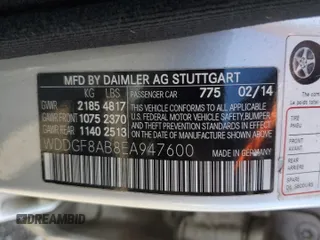 MFD BY DAIMLER AG STUTTGART
KG LBS PASSENGER CAR 775 02/14
GVWR 2185 4817
GAWR FRONT 1075 2370
GAWR REAR 1140 2513
THIS VEHICLE CONFORMS TO ALL APPLICABLE
U.S. FEDERAL MOTOR VEHICLE SAFETY, BUMPER,
AND THEFT PREVENTION STANDARDS IN EFFECT
ON THE DATE OF MANUFACTURE SHOWN ABOVE.
WDDGF8AB8EA947600
MADE IN GERMANY
DREAMBID